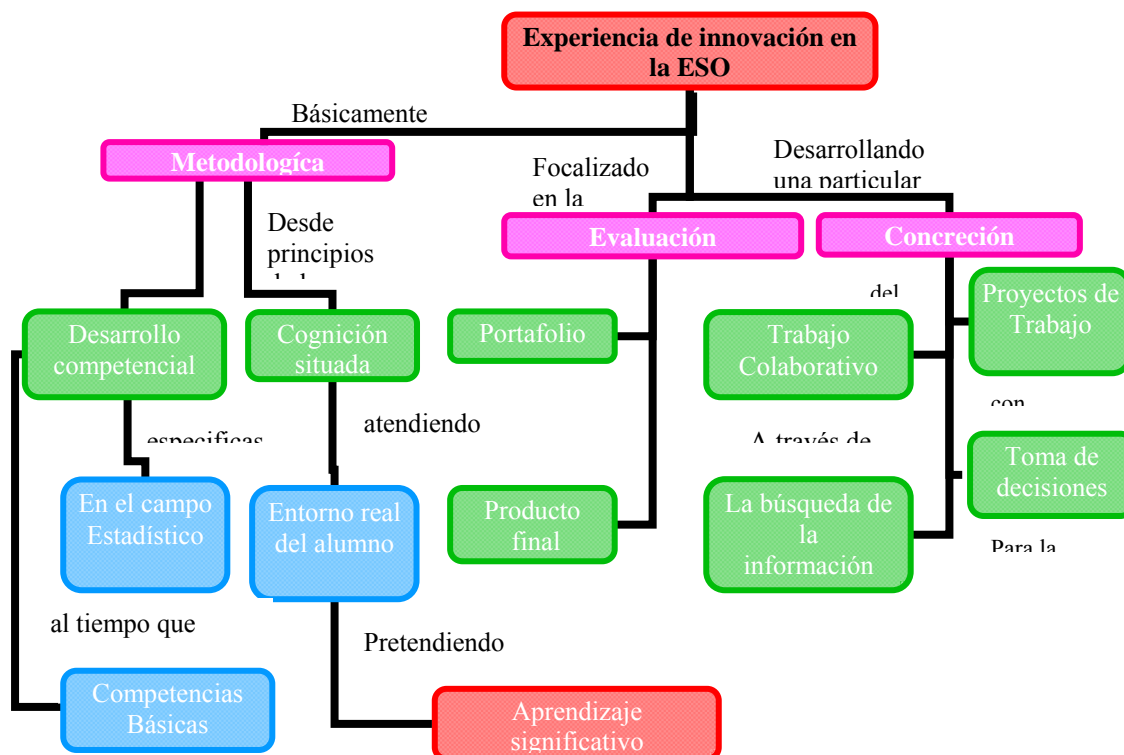 Experiencia de innovación en
la ESO
Básicamente
Metodologíca
Focalizado
en la
Desarrollando
una particular
Desde
principios
Evaluación
Concreción
del
Proyectos de
Trabajo
Desarrollo
competencial
Cognición
situada
Portafolio
Trabajo
Colaborativo
con
especificas
atendiendo
A través de
Toma de
decisiones
En el campo
Estadístico
Entorno real
del alumno
Producto
final
La búsqueda de
la
información
Para la
al tiempo que
Pretendiendo
Competencias
Básicas
Aprendizaje
significativo